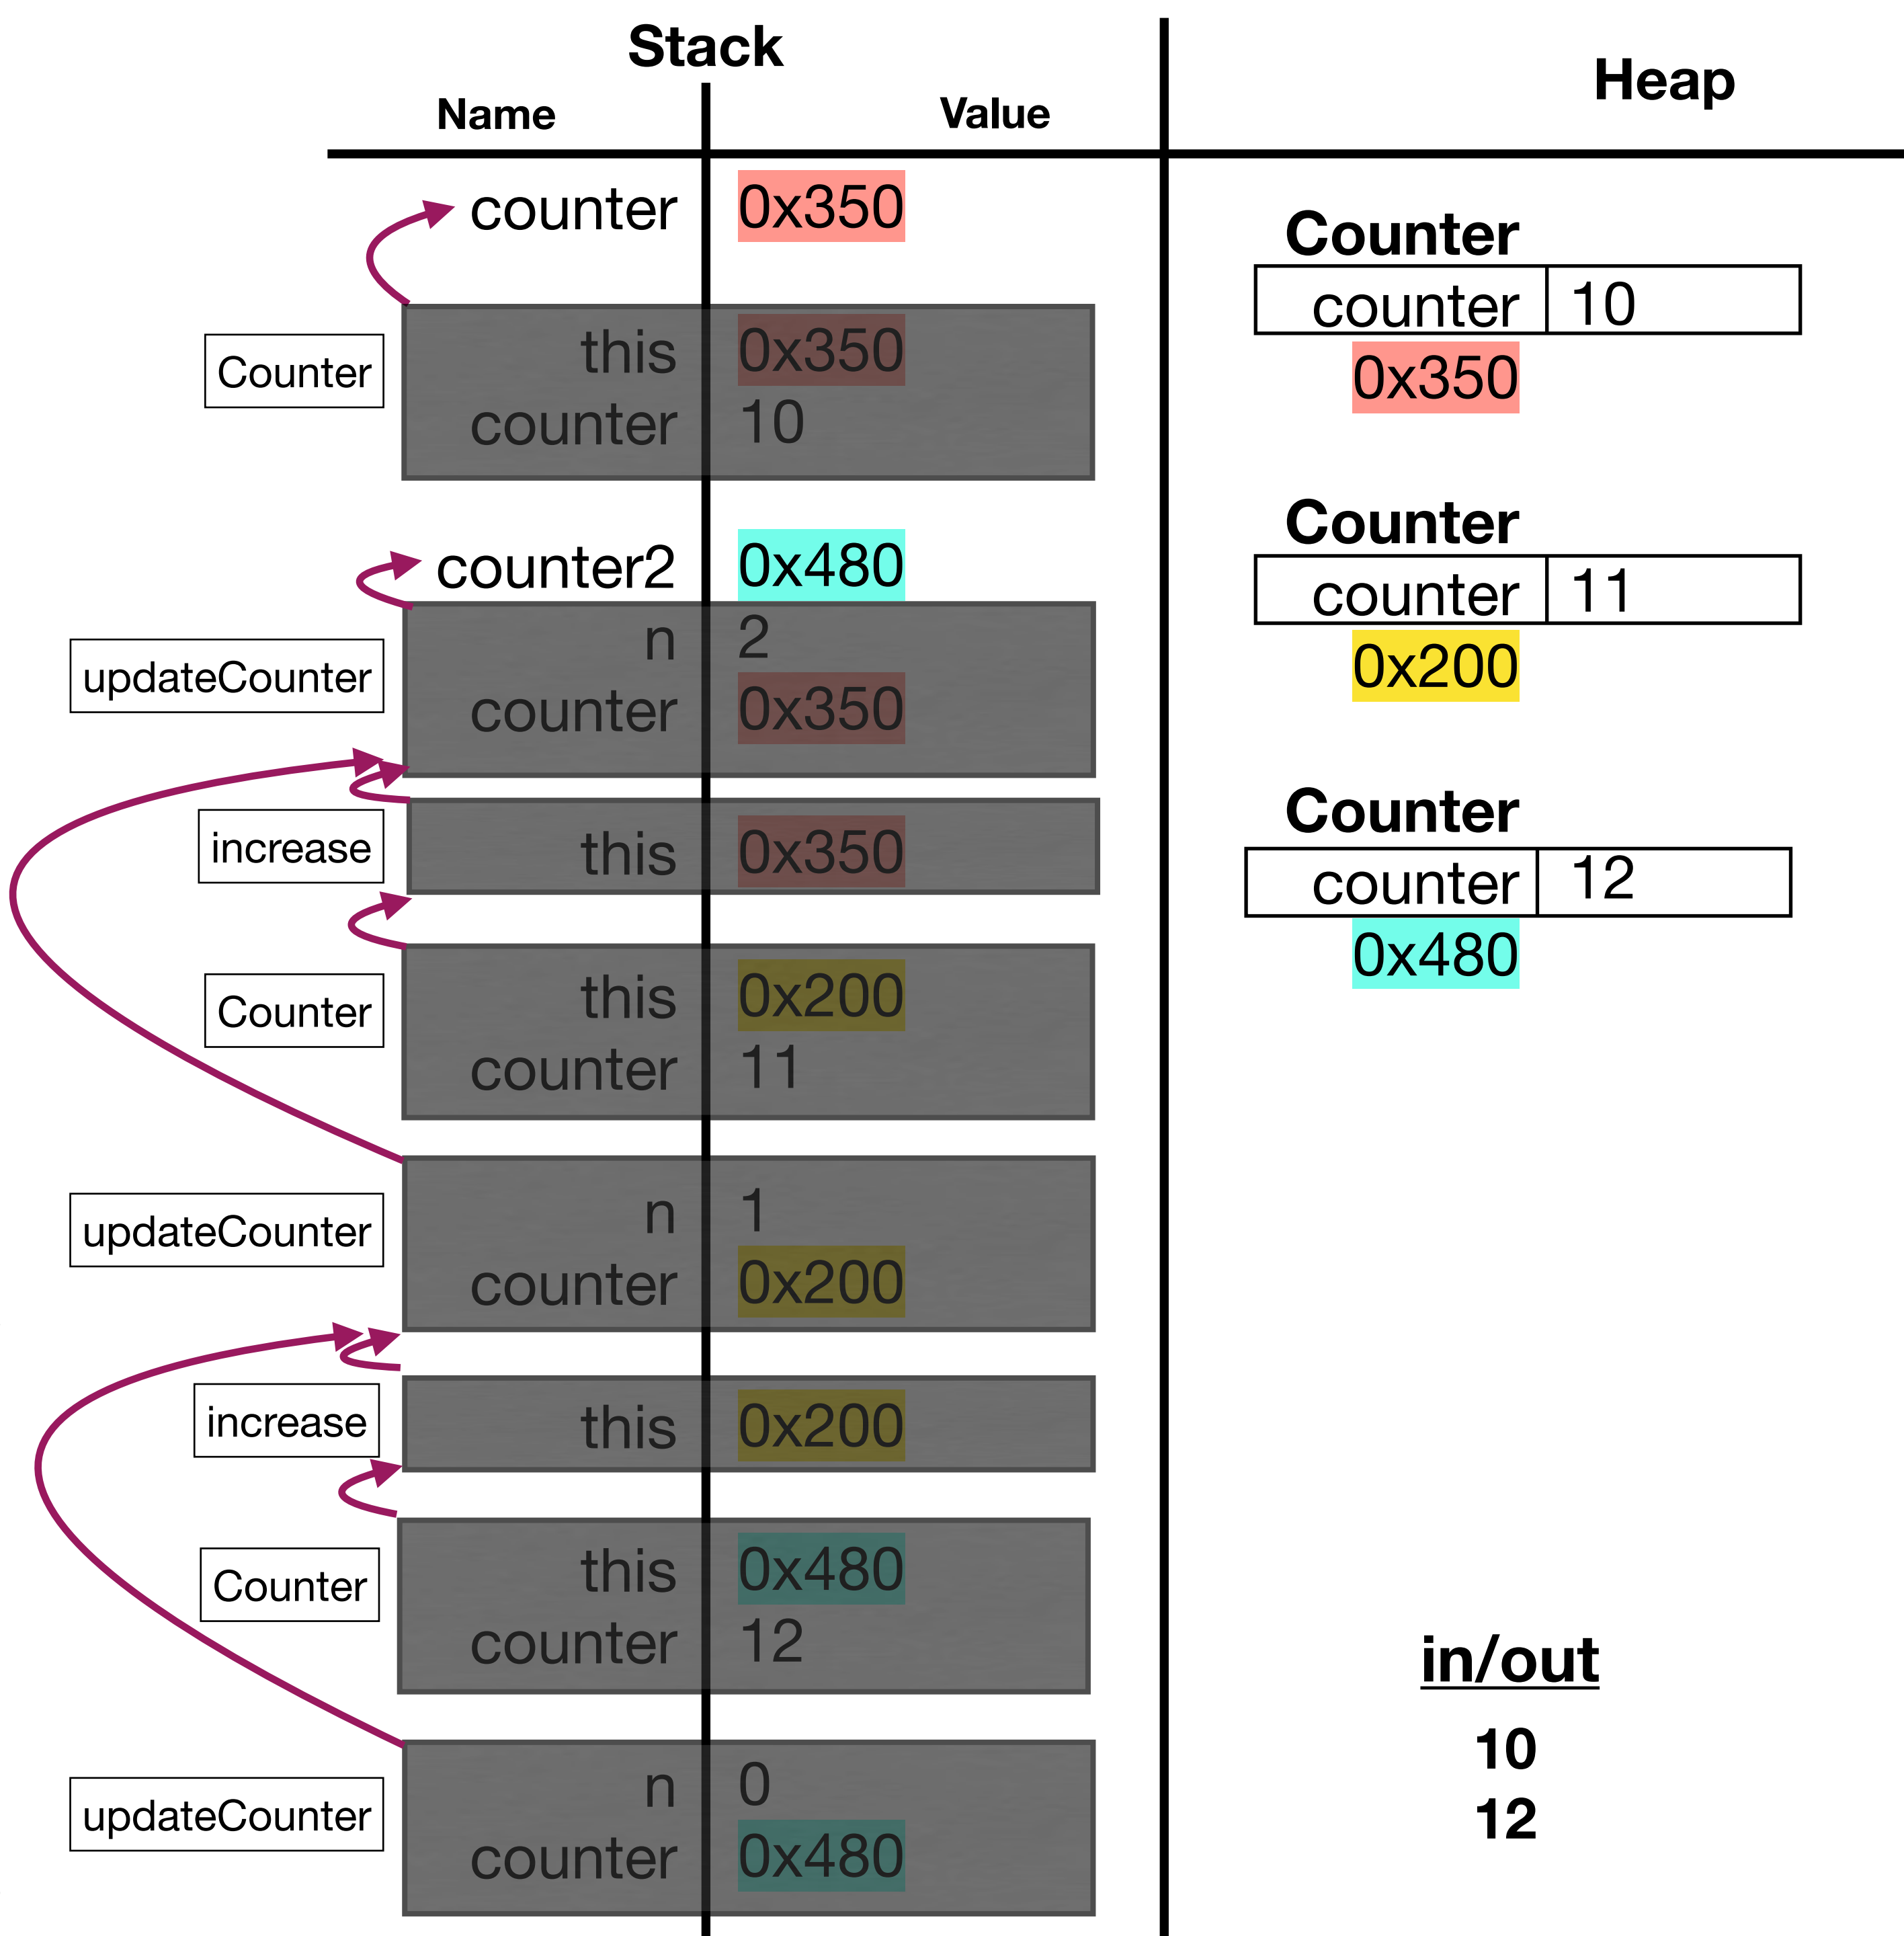 Stack
Heap
Name Value
counter 0x350
Counter
this 0x350
counter 10
counter2 0x480
updateCounter
n 2
counter 0x350
increase
this 0x350
Counter
this 0x200
counter 11
updateCounter
n 1
counter 0x200
increase
this 0x200
Counter
this 0x480
counter 12
updateCounter
n 0
counter 0x480
Counter
counter 10
0x350
Counter
counter 11
0x200
Counter
counter 12
0x480
in/out
10
12